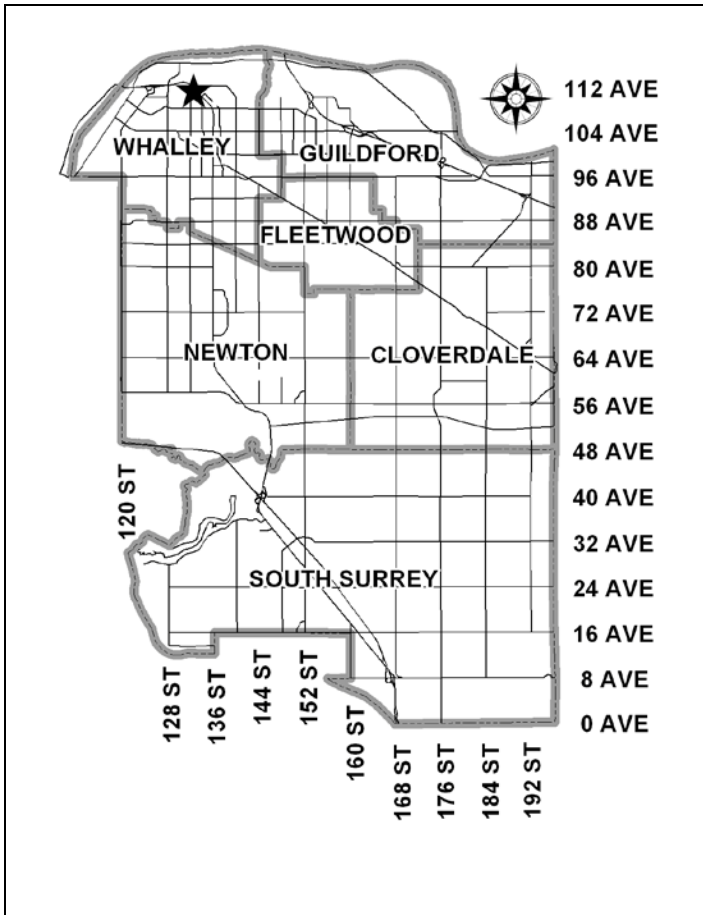 112 AVE
104 AVE
WHALLEY
GUILDFORD
96 AVE
88 AVE
FLEETWOOD
80 AVE
72 AVE
NEWTON
CLOVERDALE
64 AVE
56 AVE
48 AVE
120 ST
40 AVE
32 AVE
SOUTH SURREY
24 AVE
16 AVE
8 AVE
0 AVE
128 ST
136 ST
144 ST
152 ST
160 ST
168 ST
176 ST
184 ST
192 ST